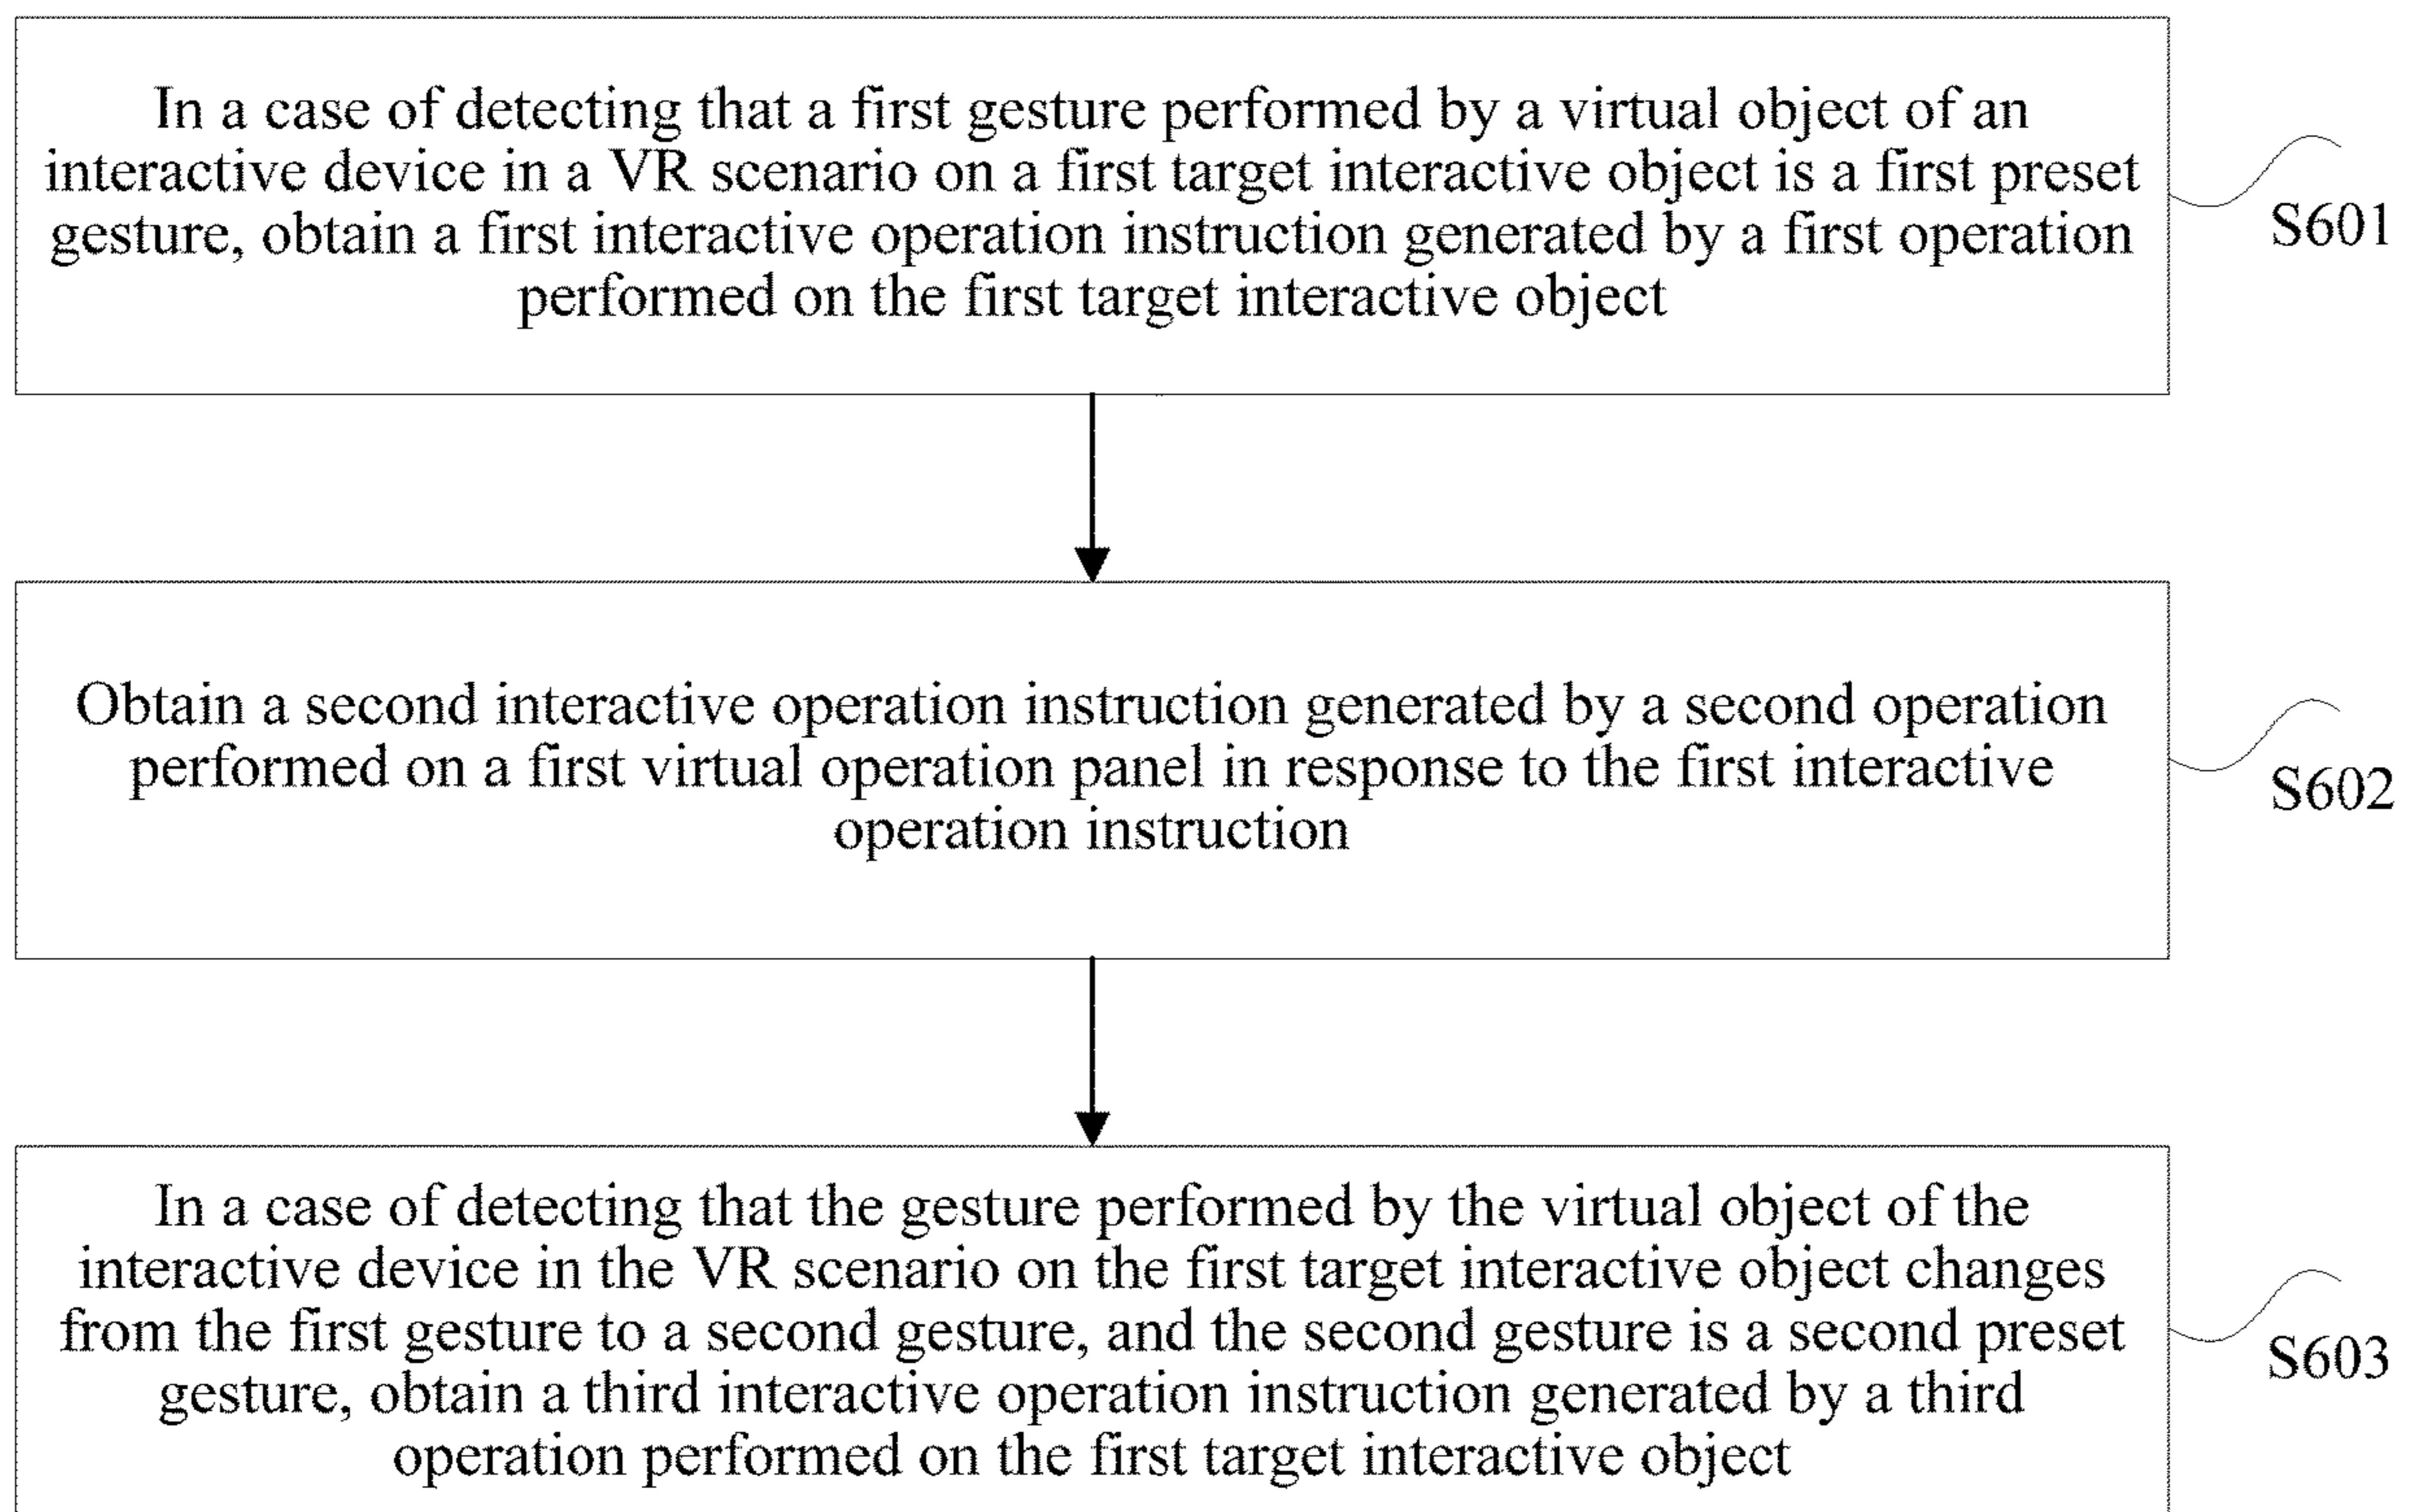 In a case of detecting that a first gesture performed by a virtual object of an
interactive device in a VR scenario on a first target interactive object is a first preset
gesture, obtain a first interactive operation instruction generated by a first operation
performed on the first target interactive object
S601
Obtain a second interactive operation instruction generated by a second operation
performed on a first virtual operation panel in response to the first interactive
operation instruction
S602
In a case of detecting that the gesture performed by the virtual object of the
interactive device in the VR scenario on the first target interactive object changes
from the first gesture to a second gesture, and the second gesture is a second preset
gesture, obtain a third interactive operation instruction generated by a third
operation performed on the first target interactive object
S603